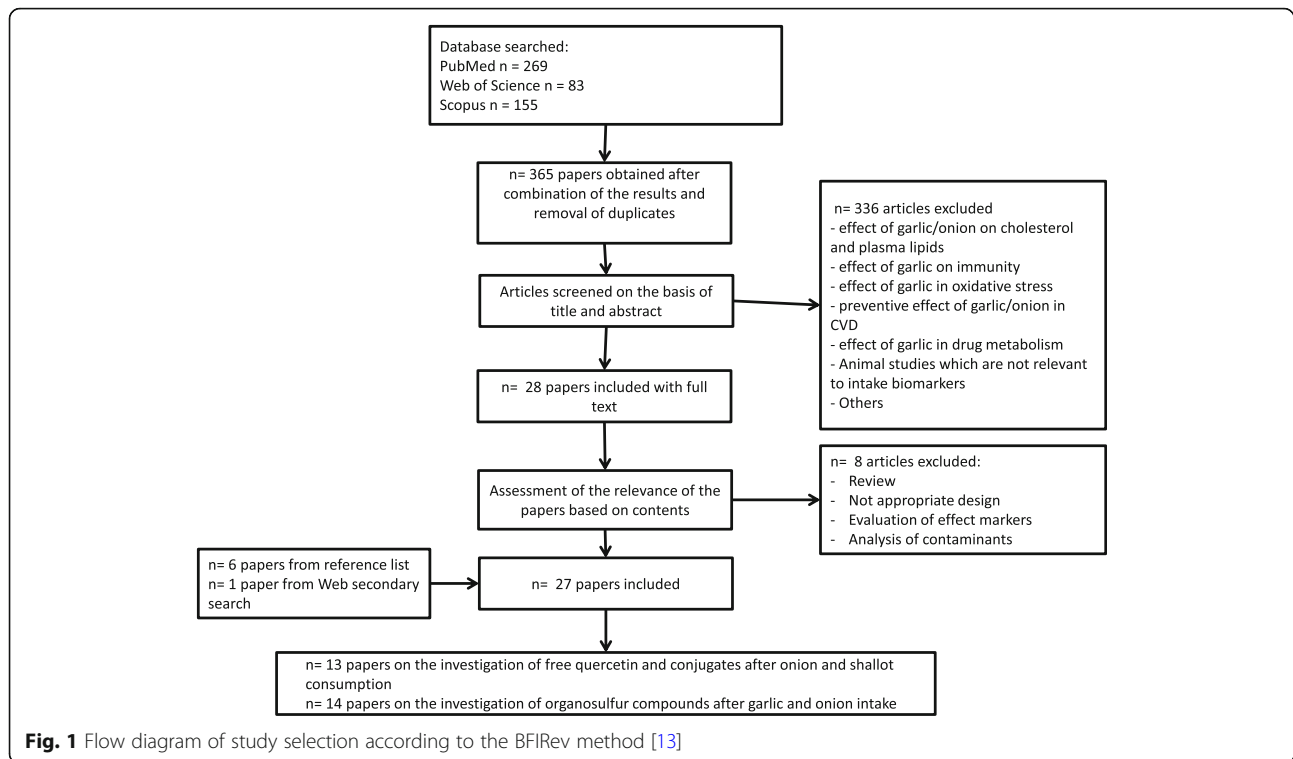 Database searched:
PubMed n = 269
Web of Science n = 83
Scopus n = 155
n= 365 papers obtained after
combination of the results and
removal of duplicates
n= 336 articles excluded
- effect of garlic/onion on cholesterol
and plasma lipids
- effect of garlic on immunity
- effect of garlic in oxidative stress
- preventive effect of garlic/onion in
CVD
- effect of garlic in drug metabolism
- Animal studies which are not relevant
to intake biomarkers
- Others
Articles screened on the basis of
title and abstract
n= 28 papers included with full
text
n= 8 articles excluded:
- Review
- Not appropriate design
- Evaluation of effect markers
- Analysis of contaminants
Assessment of the relevance of the
papers based on contents
n= 6 papers from reference list
n= 1 paper from Web secondary
search
n= 27 papers included
n= 13 papers on the investigation of free quercetin and conjugates after onion and shallot
consumption
n= 14 papers on the investigation of organosulfur compounds after garlic and onion intake
Fig. 1 Flow diagram of study selection according to the BFIRev method [13]